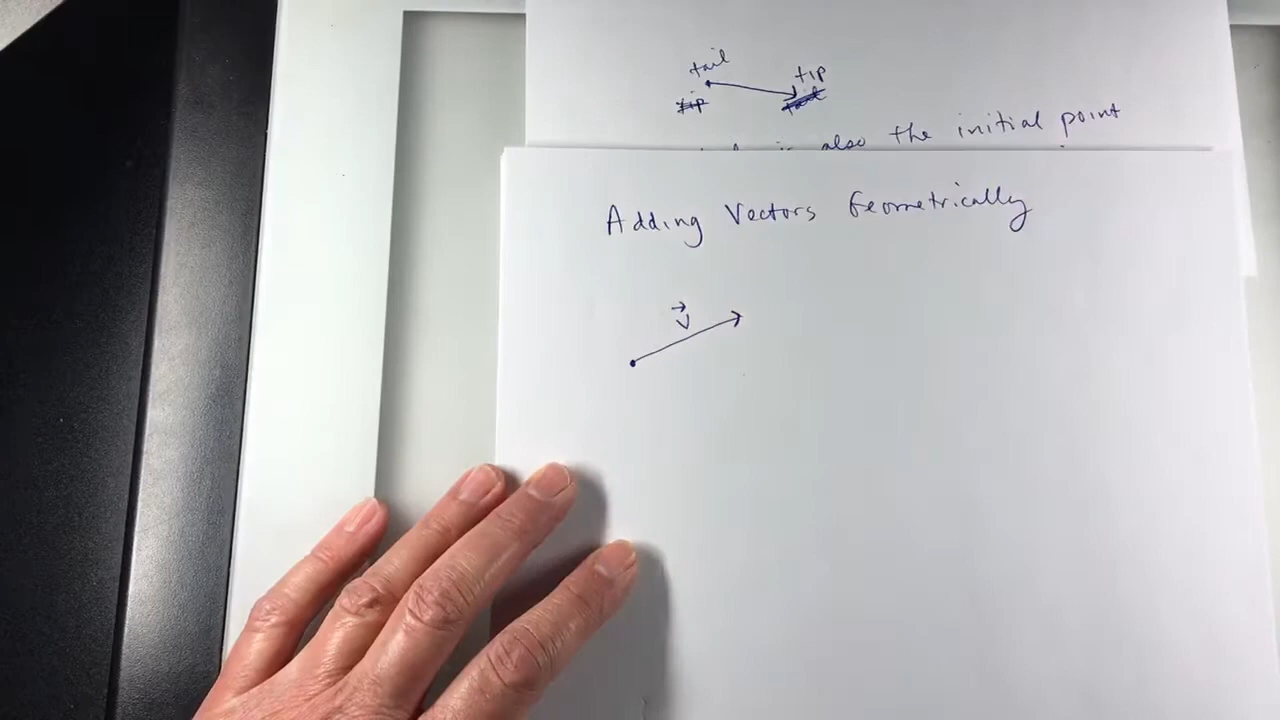 tail
tip
tip tail
also the initial point
Adding Vectors Geometrically
v